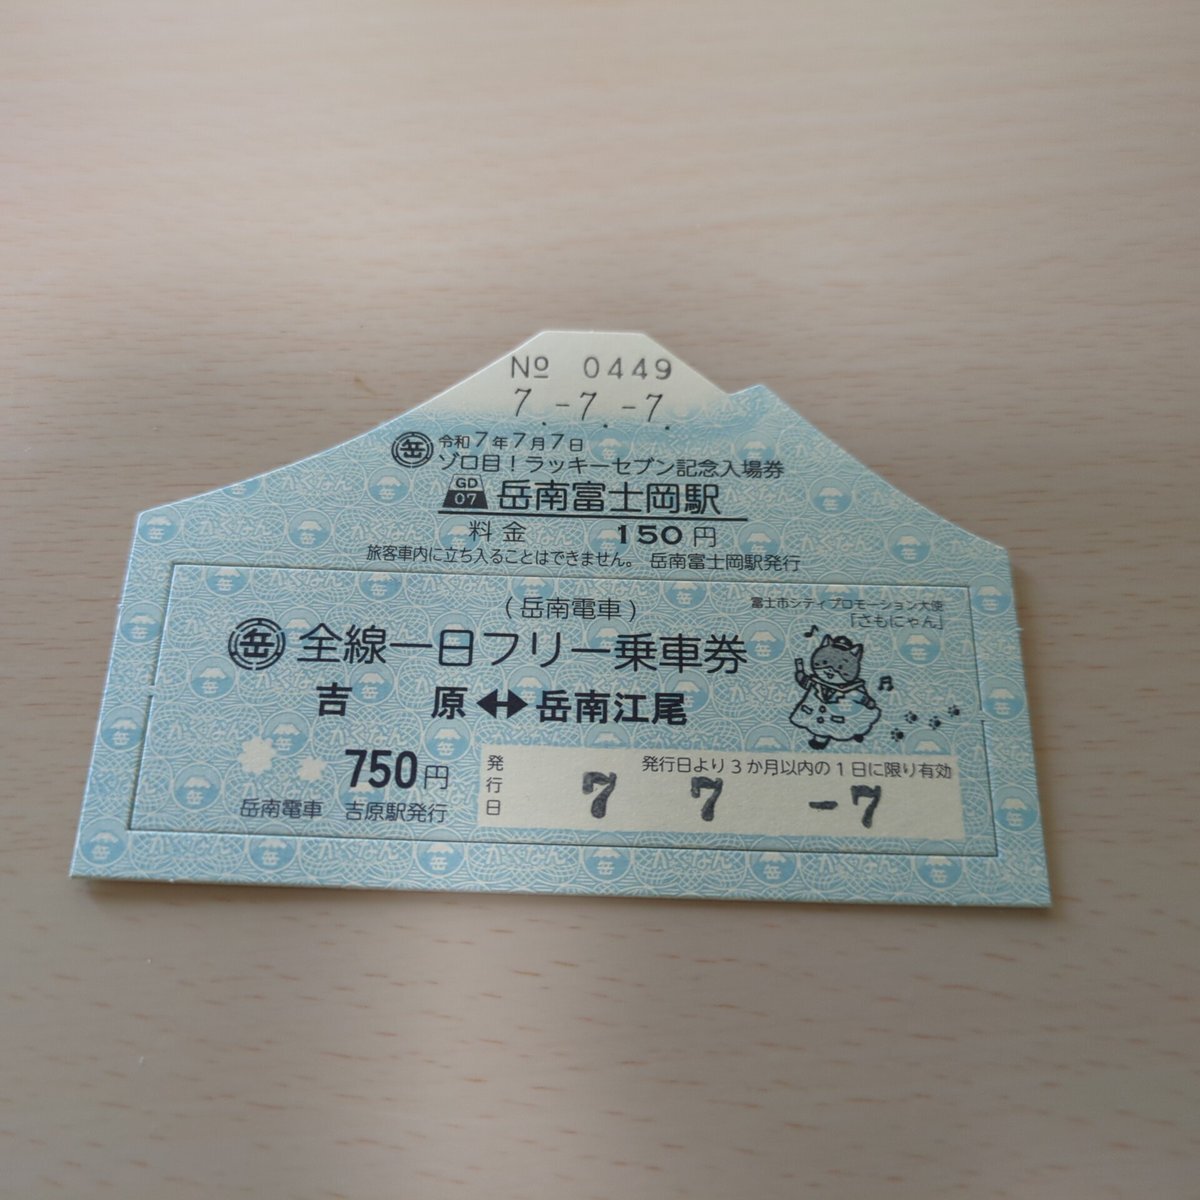 № 0449
7.-7.-7.
岳 令和7年7月7日
ゾロ目！ラッキーセブン記念入場券
GD 07 岳南富士岡駅
料金 150円
旅客車内に立ち入ることはできません。 岳南富士岡駅発行
（岳南電車）
富士市シティプロモーション大使
「さもにゃん」
岳 全線一日フリー乗車券
吉原⬌岳南江尾
750円
発行日
発行日より3か月以内の1日に限り有効
7 7 -7
岳南電車 吉原駅発行